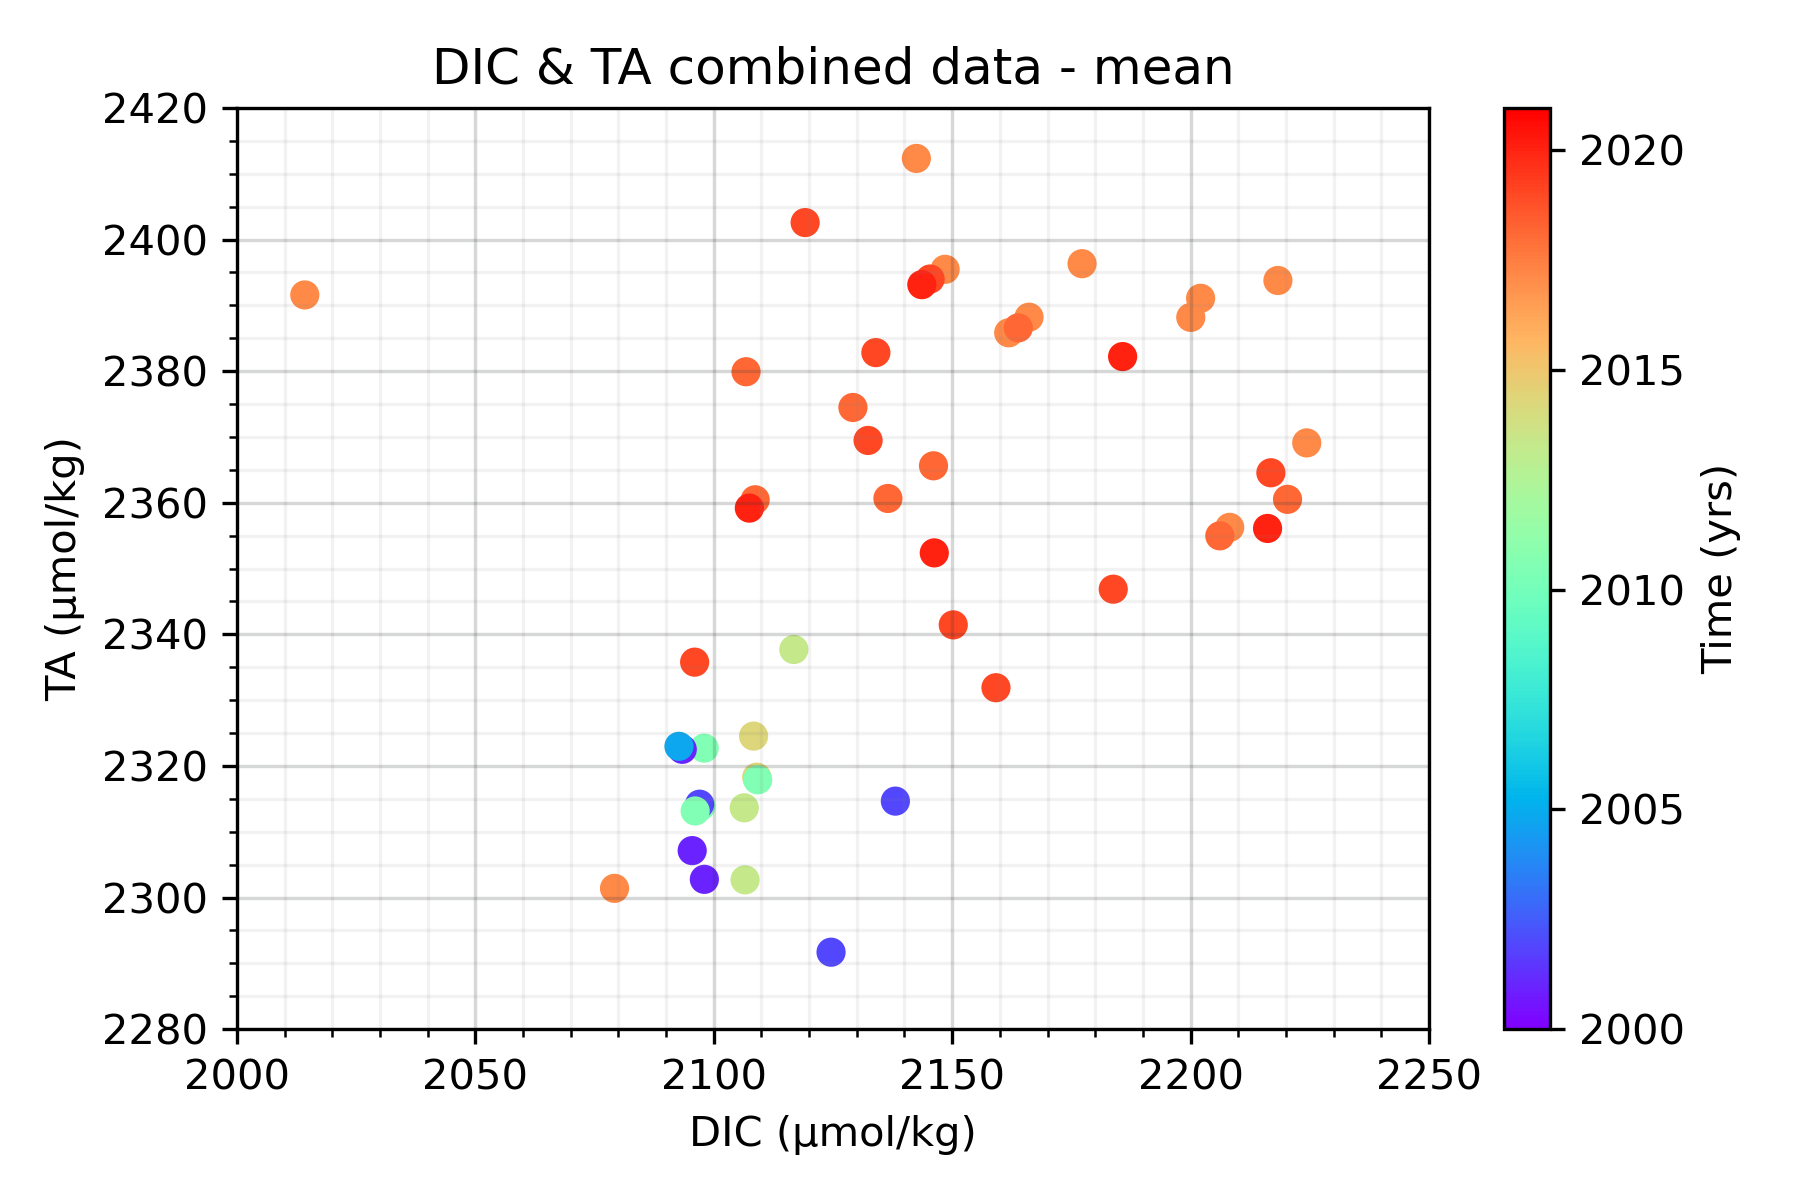 DIC & TA combined data - mean
2420
2400
2380
2360
2340
2320
2300
2280
TA (µmol/kg)
2000 2050 2100 2150 2200 2250
DIC (µmol/kg)
2020
2015
2010
2005
2000
Time (yrs)